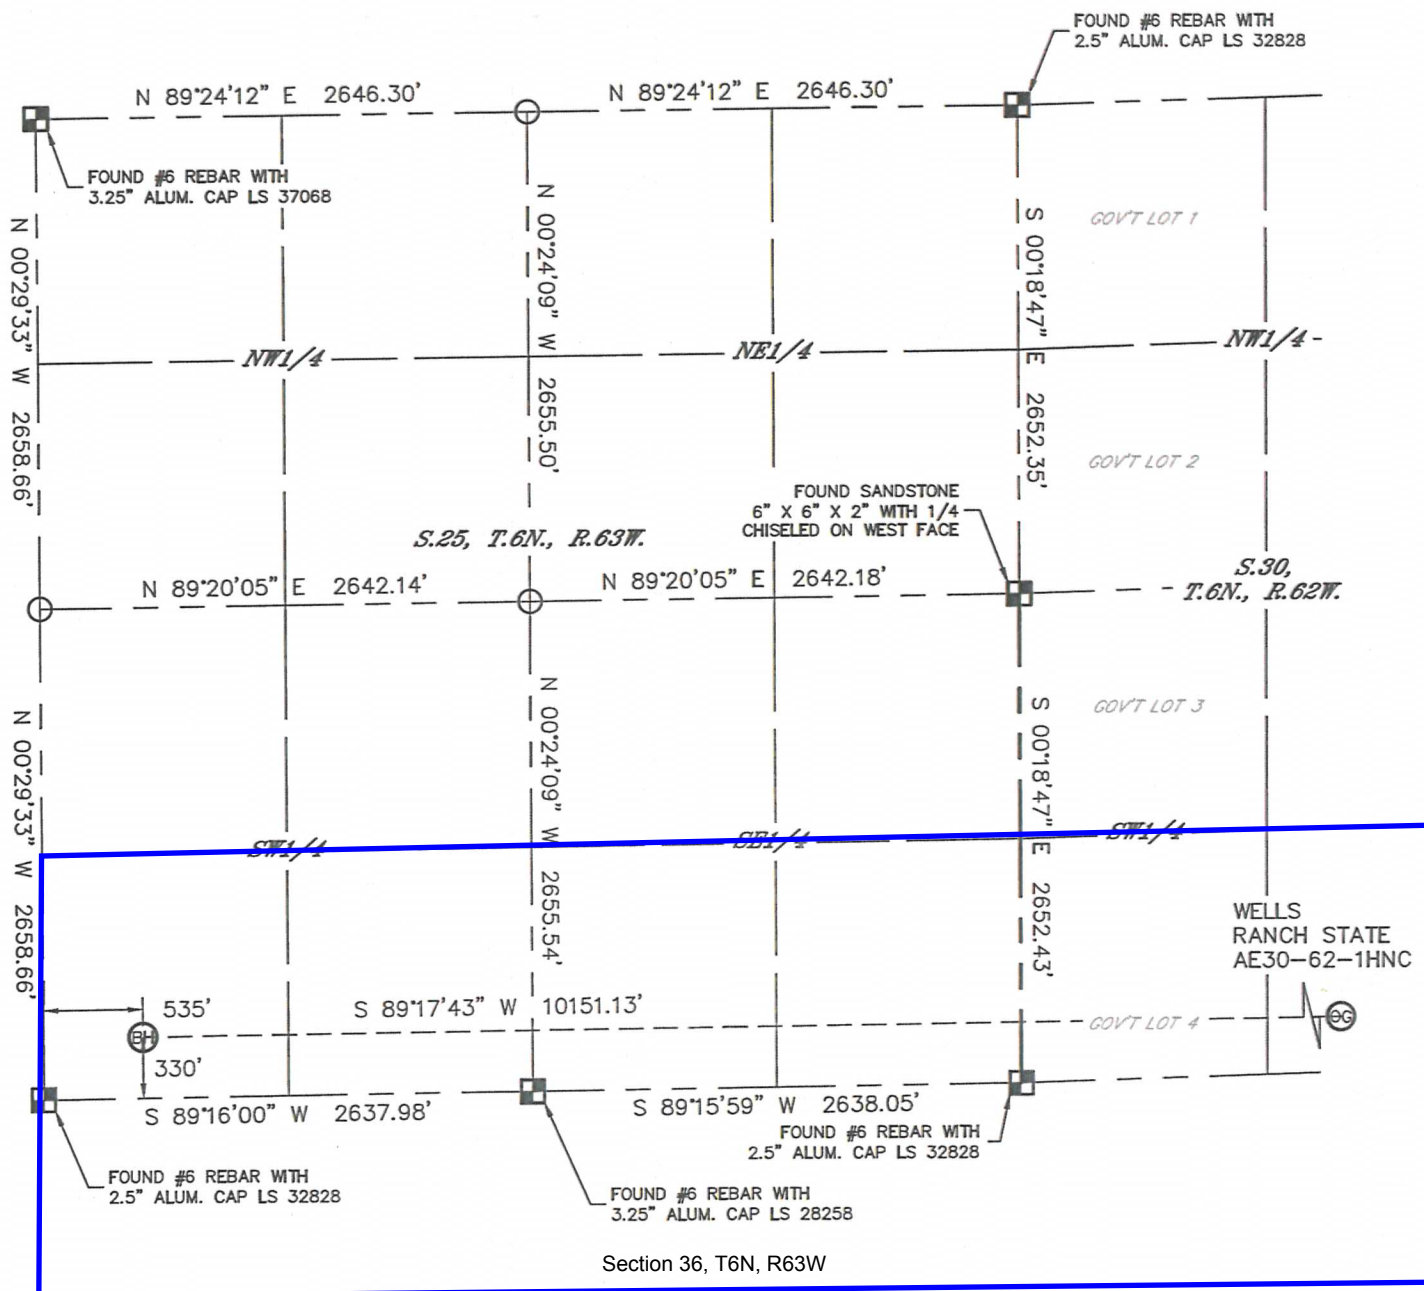 FOUND #6 REBAR WITH
2.5" ALUM. CAP LS 32828
N 89°24'12" E 2646.30'
N 89°24'12" E 2646.30'
FOUND #6 REBAR WITH
3.25" ALUM. CAP LS 37068
N 00°29'33" W 2658.66'
N 00°24'09" W 2655.50'
S 00°18'47" E 2652.35'
GOV'T LOT 1
NW1/4
NE1/4
NW1/4
GOV'T LOT 2
FOUND SANDSTONE
6" X 6" X 2" WITH 1/4
CHISELED ON WEST FACE
S.25, T.6N., R.63W.
N 89°20'05" E 2642.14'
N 89°20'05" E 2642.18'
S.30,
T.6N., R.62W.
N 00°29'33" W 2658.66'
N 00°24'09" W 2655.54'
S 00°18'47" E 2652.43'
GOV'T LOT 3
SW1/4
SE1/4
SW1/4
WELLS
RANCH STATE
AE30-62-1HNC
535'
S 89°17'43" W 10151.13'
BH
GOV'T LOT 4
330'
S 89°16'00" W 2637.98'
S 89°15'59" W 2638.05'
FOUND #6 REBAR WITH
2.5" ALUM. CAP LS 32828
FOUND #6 REBAR WITH
2.5" ALUM. CAP LS 32828
FOUND #6 REBAR WITH
3.25" ALUM. CAP LS 28258
Section 36, T6N, R63W